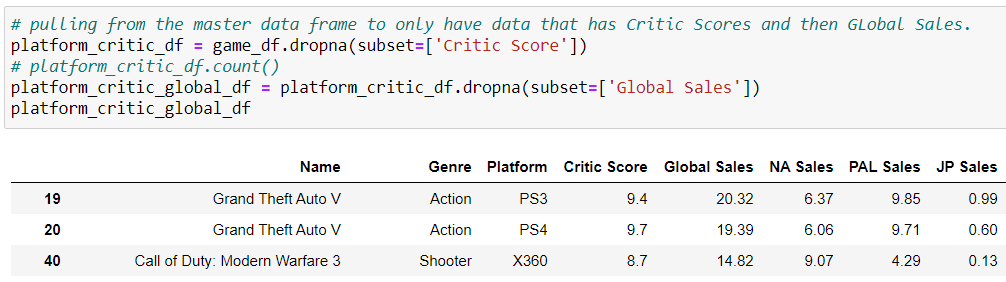 # pulling from the master data frame to only have data that has Critic Scores and then GLobal Sales.
platform_critic_df = game_df.dropna(subset=['Critic Score'])
# platform_critic_df.count()
platform_critic_global_df = platform_critic_df.dropna(subset=['Global Sales'])
platform_critic_global_df
Name Genre Platform Critic Score Global Sales NA Sales PAL Sales JP Sales
19 Grand Theft Auto V Action PS3 9.4 20.32 6.37 9.85 0.99
20 Grand Theft Auto V Action PS4 9.7 19.39 6.06 9.71 0.60
40 Call of Duty: Modern Warfare 3 Shooter X360 8.7 14.82 9.07 4.29 0.13